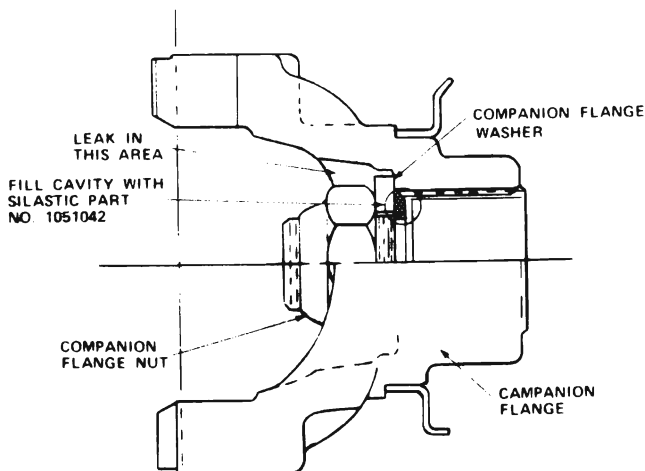 COMPANION FLANGE
WASHER
LEAK IN
THIS AREA
FILL CAVITY WITH
SILASTIC PART
NO. 1051042
COMPANION
FLANGE NUT
CAMPANION
FLANGE